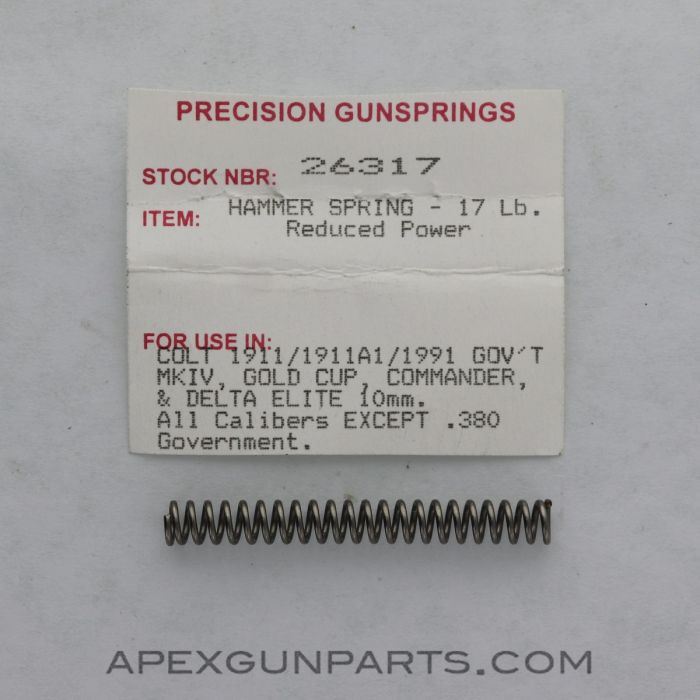 PRECISION GUNSPRINGS
STOCK NBR: 26317
ITEM: HAMMER SPRING - 17 Lb.
Reduced Power
FOR USE IN:
COLT 1911/1911A1/1991 GOV'T
MKIV, GOLD CUP, COMMANDER,
& DELTA ELITE 10mm.
All Calibers EXCEPT .380
Government.
APEXGUNPARTS.COM